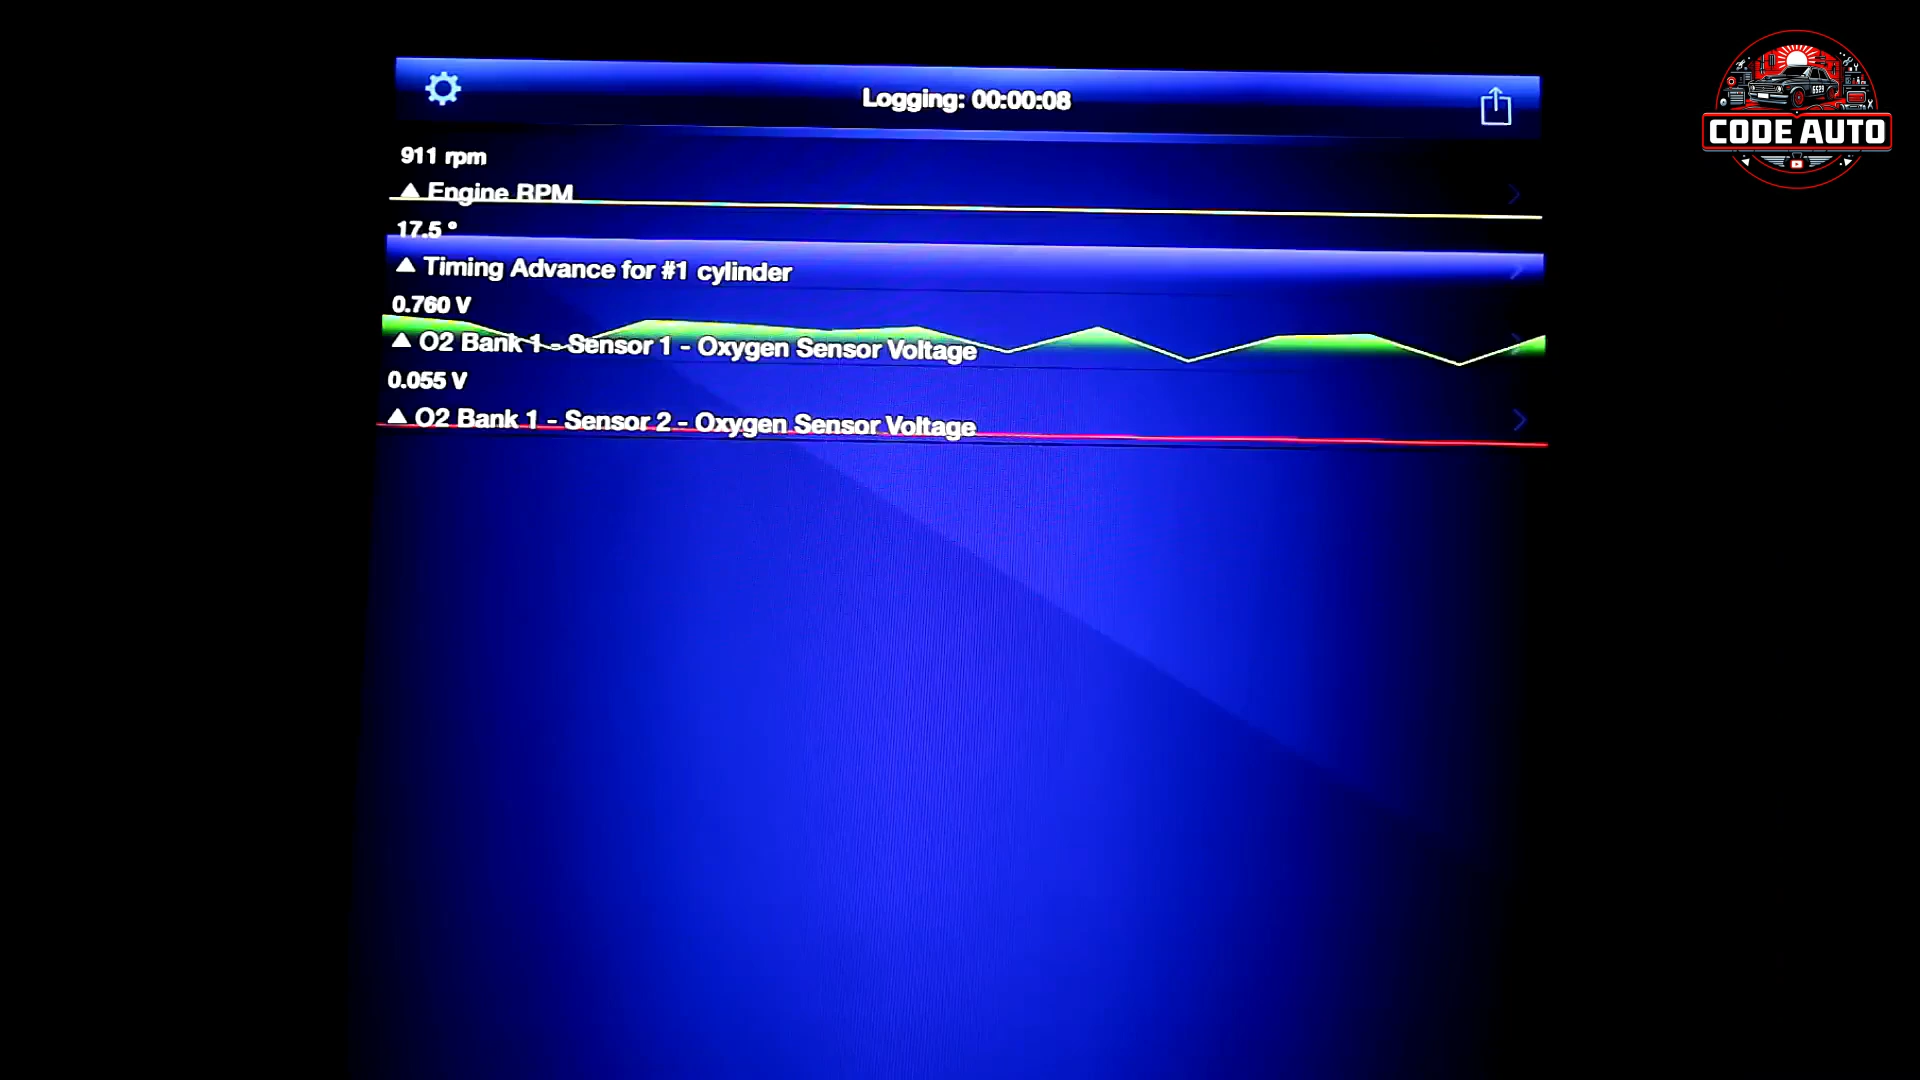 Logging: 00:00:08
911 rpm
Engine RPM
17.5 °
Timing Advance for #1 cylinder
0.760 V
O2 Bank 1 - Sensor 1 - Oxygen Sensor Voltage
0.055 V
O2 Bank 1 - Sensor 2 - Oxygen Sensor Voltage
CODE AUTO